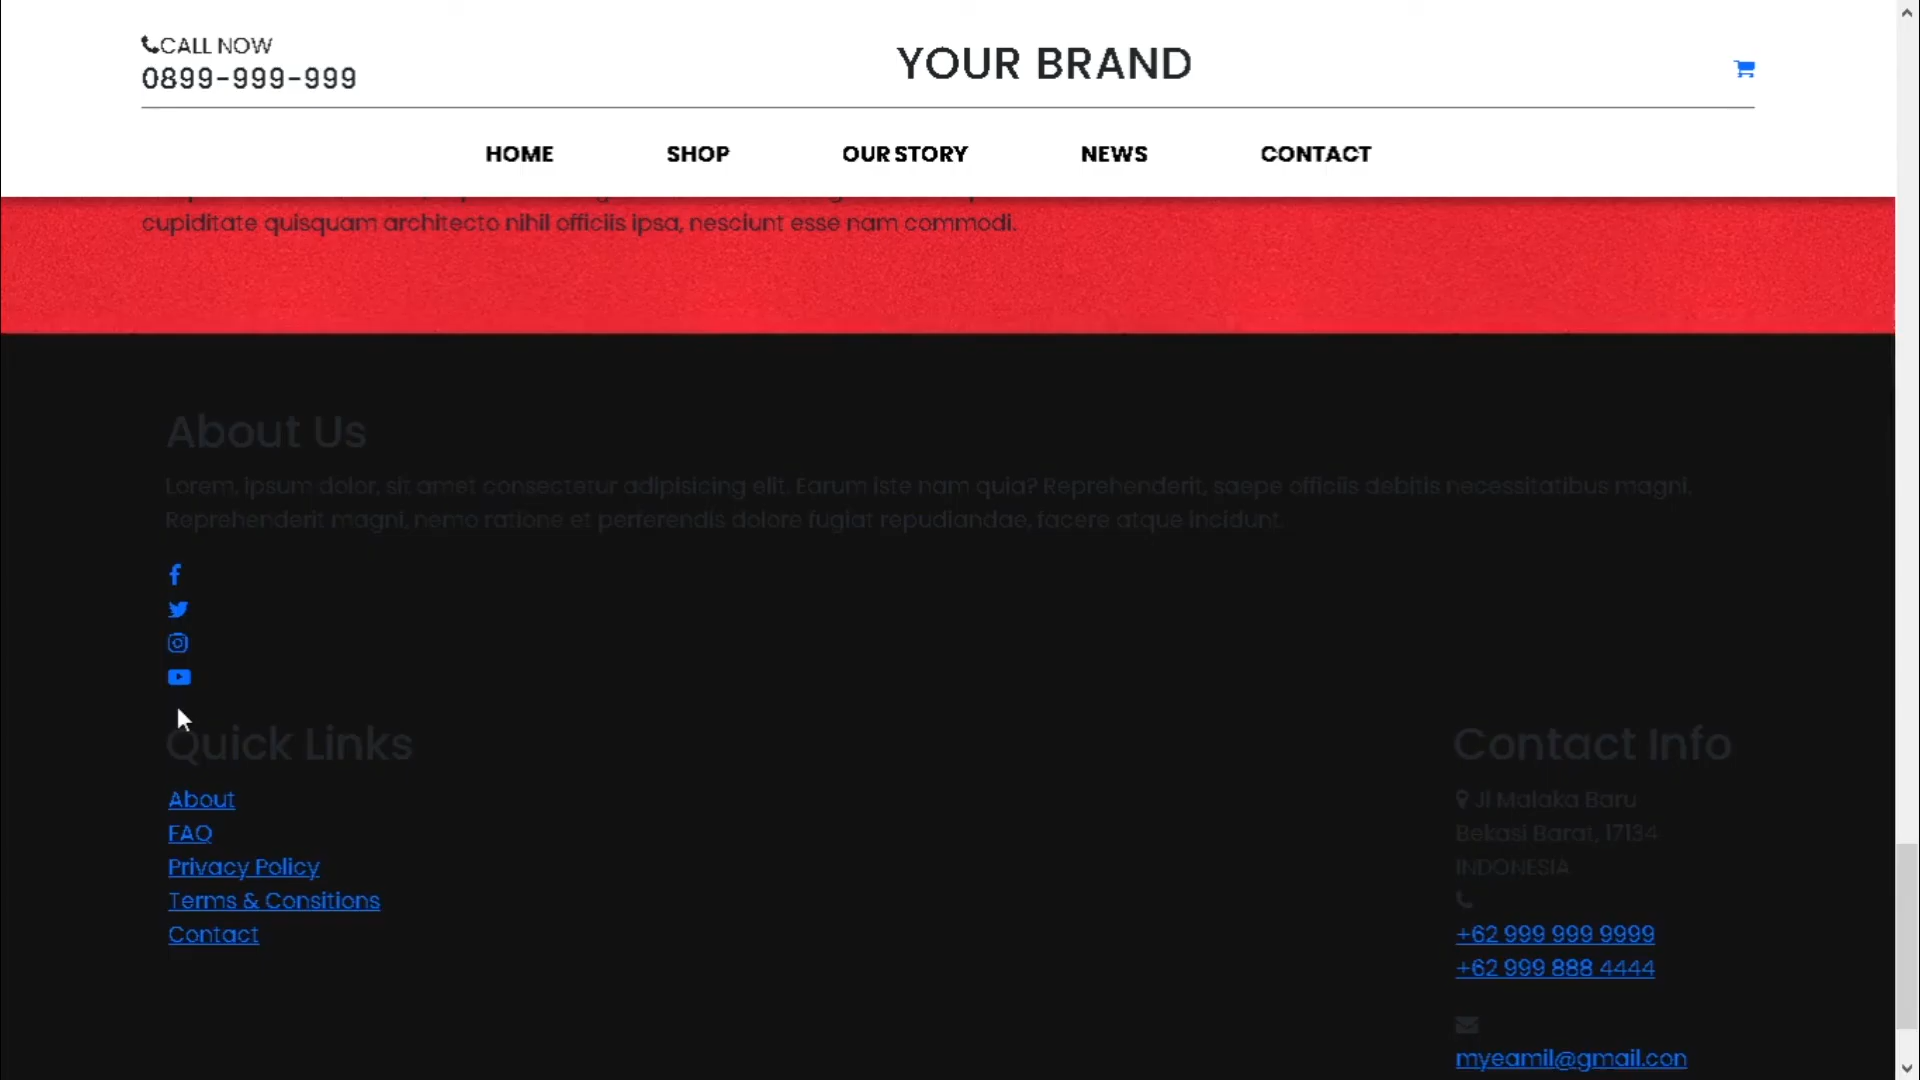 CALL NOW
0899-999-999
YOUR BRAND
HOME
SHOP
OUR STORY
NEWS
CONTACT
cupiditate quisquam architecto nihil officiis ipsa, nesciunt esse nam commodi.
About Us
Lorem, ipsum dolor, sit amet consectetur adipisicing elit. Earum iste nam quia? Reprehenderit, saepe officiis debitis necessitatibus magni.
Reprehenderit magni, nemo ratione et perferendis dolore fugiat repudiandae, facere atque incidunt.
Quick Links
About
FAQ
Privacy Policy
Terms & Consitions
Contact
Contact Info
Jl Malaka Baru
Bekasi Barat, 17134
INDONESIA
+62 999 999 9999
+62 999 888 4444
myeamil@gmail.con